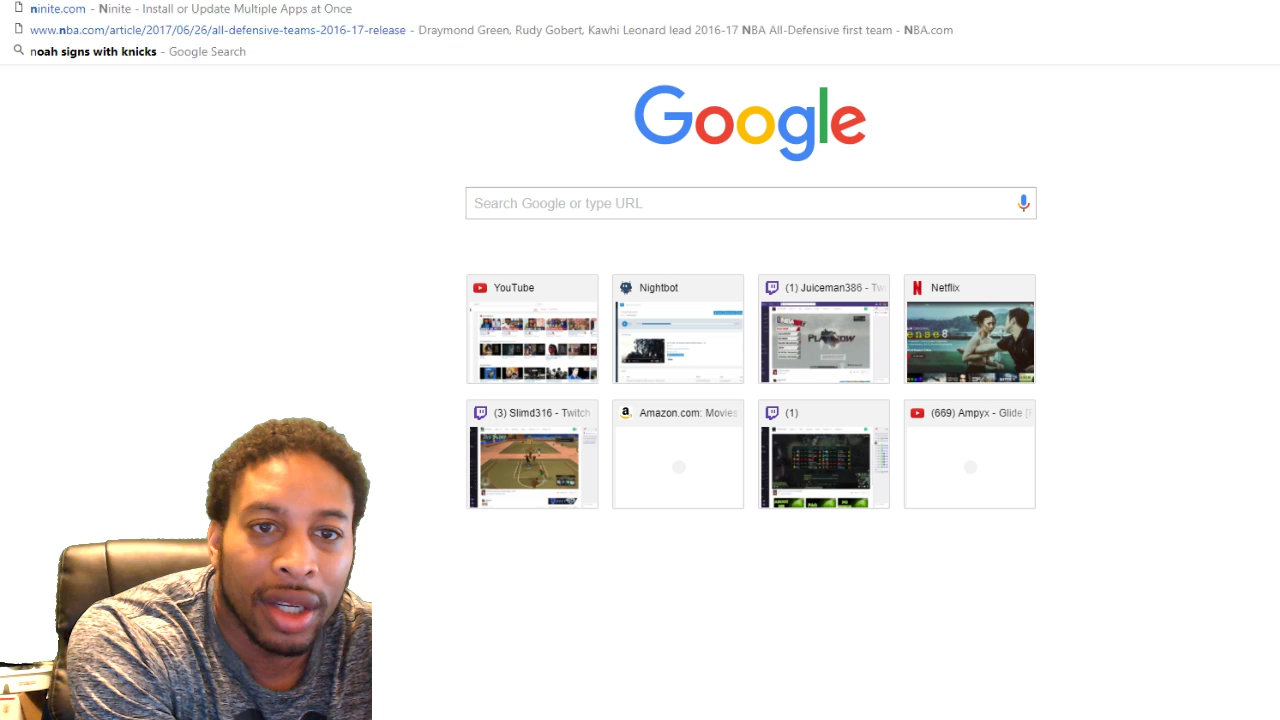 ninite.com - Ninite - Install or Update Multiple Apps at Once
www.nba.com/article/2017/06/26/all-defensive-teams-2016-17-release - Draymond Green, Rudy Gobert, Kawhi Leonard lead 2016-17 NBA All-Defensive first team - NBA.com
noah signs with knicks - Google Search
Google
Search Google or type URL
YouTube
Nightbot
(1) Juiceman386 - Tw
Netflix
(3) Slimd316 - Twitch
Amazon.com: Movies
(1)
(669) Ampyx - Glide